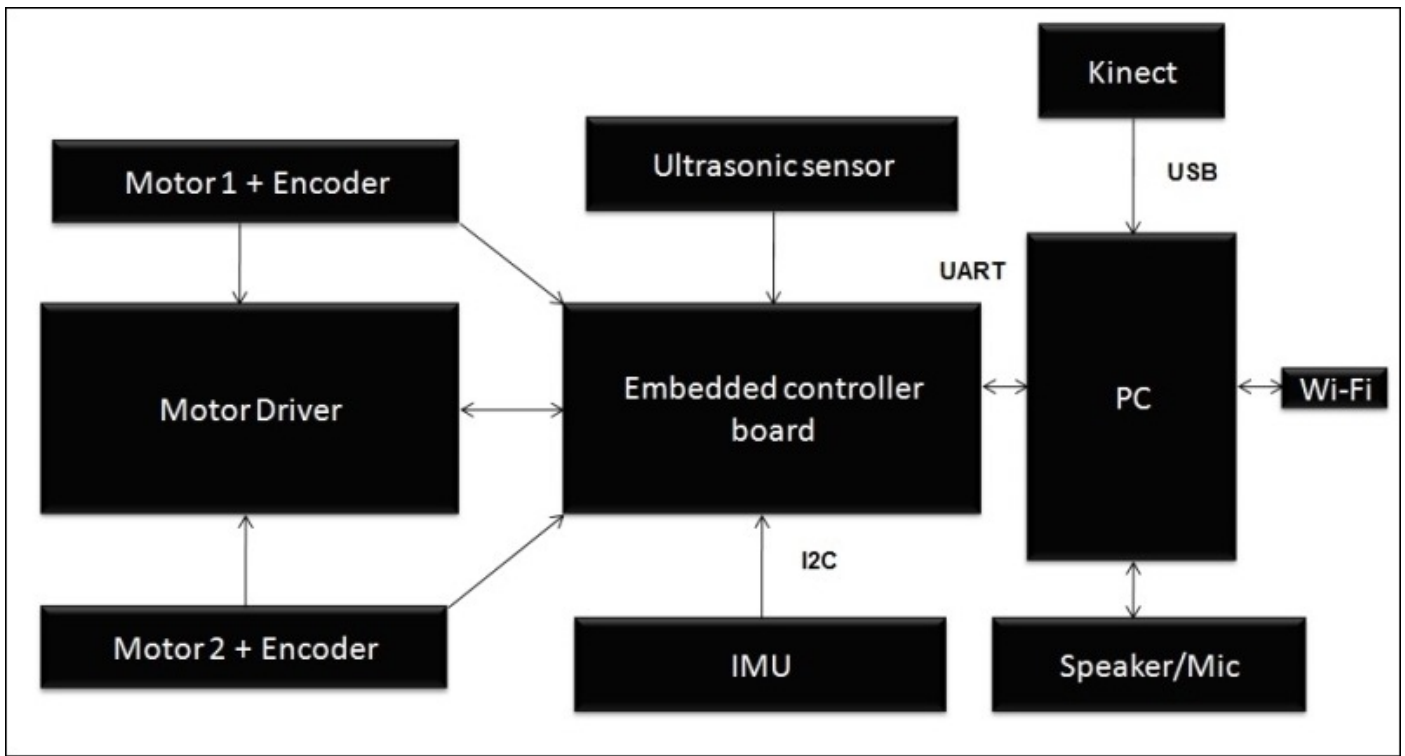 Kinect
Motor 1 + Encoder
Ultrasonic sensor
USB
UART
Motor Driver
Embedded controller
board
PC
Wi-Fi
I2C
Motor 2 + Encoder
IMU
Speaker/Mic